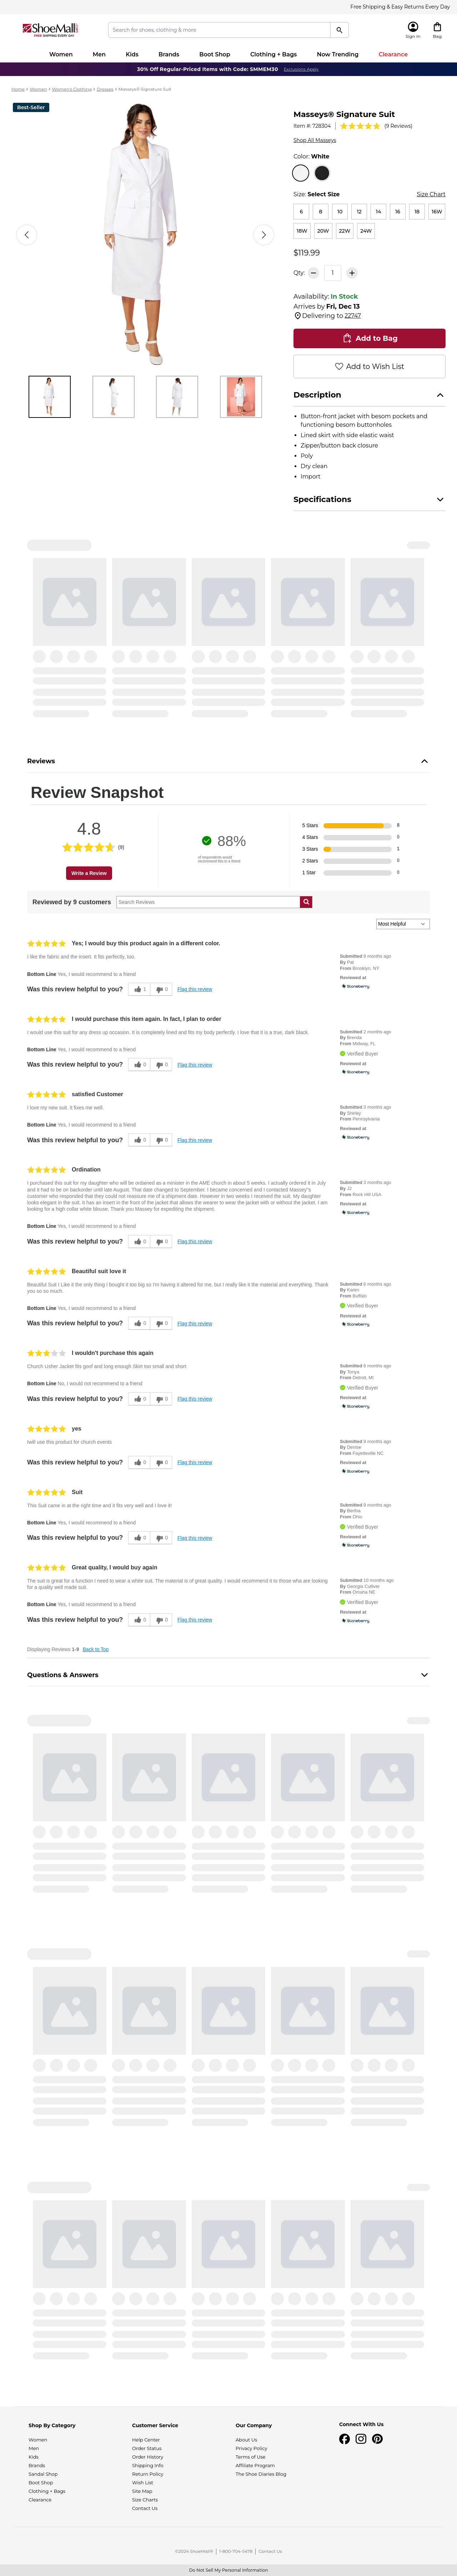 Free Shipping & Easy Returns Every Day
ShoeMall
FREE SHIPPING EVERY DAY
Search for shoes, clothing & more
Sign In
Bag
Women
Men
Kids
Brands
Boot Shop
Clothing + Bags
Now Trending
Clearance
30% Off Regular-Priced Items with Code: SMMEM30 Exclusions Apply
Home > Women > Women's Clothing > Dresses > Masseys® Signature Suit
Best-Seller
Masseys® Signature Suit
Item #: 728304
(9 Reviews)
Shop All Masseys
Color: White
Size: Select Size
Size Chart
6
8
10
12
14
16
18
16W
18W
20W
22W
24W
$119.99
Qty:
1
Availability: In Stock
Arrives by Fri, Dec 13
Delivering to 22747
Add to Bag
Add to Wish List
Description
• Button-front jacket with besom pockets and functioning besom buttonholes
• Lined skirt with side elastic waist
• Zipper/button back closure
• Poly
• Dry clean
• Import
Specifications
Reviews
Review Snapshot
4.8
(9)
Write a Review
88%
of respondents would recommend this to a friend
5 Stars 8
4 Stars 0
3 Stars 1
2 Stars 0
1 Star 0
Reviewed by 9 customers
Search Reviews
Most Helpful
Yes; I would buy this product again in a different color.
I like the fabric and the insert, it fits perfectly, too.
Bottom Line Yes, I would recommend to a friend
Was this review helpful to you? 1 0 Flag this review
Submitted 9 months ago
By Pat
From Brooklyn, NY
Reviewed at
Stoneberry
I would purchase this item again. In fact, I plan to order
I would use this suit for any dress up occasion. It is completely lined and fits my body perfectly. I love that it is a true, dark black.
Bottom Line Yes, I would recommend to a friend
Was this review helpful to you? 0 0 Flag this review
Submitted 2 months ago
By Brenda
From Midway, FL
Verified Buyer
Reviewed at
Stoneberry
satisfied Customer
I love my new suit. It fixes me well.
Bottom Line Yes, I would recommend to a friend
Was this review helpful to you? 0 0 Flag this review
Submitted 3 months ago
By Shirley
From Pennsylvania
Reviewed at
Stoneberry
Ordination
I purchased this suit for my daughter who will be ordained as a minister in the AME church in about 5 weeks. I actually ordered in July and it had to be on backorder until late August. That date changed to September. I became concerned and I contacted Massey''s customer who responded that they could not reassure me of a shipment date. However in two weeks I received the suit. My daughter looks elegant in the suit. It has an insert in the front of jacket that allows one to wear to wear the jacket with or without the jacket. I am looking for a high collar white blouse. Thank you Massey for expediting the shipment.
Bottom Line Yes, I would recommend to a friend
Was this review helpful to you? 0 0 Flag this review
Submitted 3 months ago
By JJ
From Rock Hill USA
Reviewed at
Stoneberry
Beautiful suit love it
Beautiful Suit I Like it the only thing I bought it too big so I'm having it altered for me, but I really like it the material and everything. Thank you so so much.
Bottom Line Yes, I would recommend to a friend
Was this review helpful to you? 0 0 Flag this review
Submitted 6 months ago
By Karen
From Buffalo
Verified Buyer
Reviewed at
Stoneberry
I wouldn't purchase this again
Church Usher Jacket fits goof and long enough Skirt too small and short
Bottom Line No, I would not recommend to a friend
Was this review helpful to you? 0 0 Flag this review
Submitted 8 months ago
By Tonya
From Detroit, MI
Verified Buyer
Reviewed at
Stoneberry
yes
Iwill use this product for church events
Was this review helpful to you? 0 0 Flag this review
Submitted 9 months ago
By Denise
From Fayetteville NC
Reviewed at
Stoneberry
Suit
This Suit came in at the right time and it fits very well and I love it!
Bottom Line Yes, I would recommend to a friend
Was this review helpful to you? 0 0 Flag this review
Submitted 9 months ago
By Bertha
From Ohio
Verified Buyer
Reviewed at
Stoneberry
Great quality, I would buy again
The suit is great for a function I need to wear a white suit. The material is of great quality. I would recommend it to those who are looking for a quality well made suit.
Bottom Line Yes, I would recommend to a friend
Was this review helpful to you? 0 0 Flag this review
Submitted 10 months ago
By Georgia Culliver
From Omaha NE
Verified Buyer
Reviewed at
Stoneberry
Displaying Reviews 1-9 Back to Top
Questions & Answers
Shop By Category
Women
Men
Kids
Brands
Sandal Shop
Boot Shop
Clothing + Bags
Clearance
Customer Service
Help Center
Order Status
Order History
Shipping Info
Return Policy
Wish List
Site Map
Size Charts
Contact Us
Our Company
About Us
Privacy Policy
Terms of Use
Affiliate Program
The Shoe Diaries Blog
Connect With Us
©2024 ShoeMall® | 1-800-704-5478 | Contact Us
Do Not Sell My Personal Information